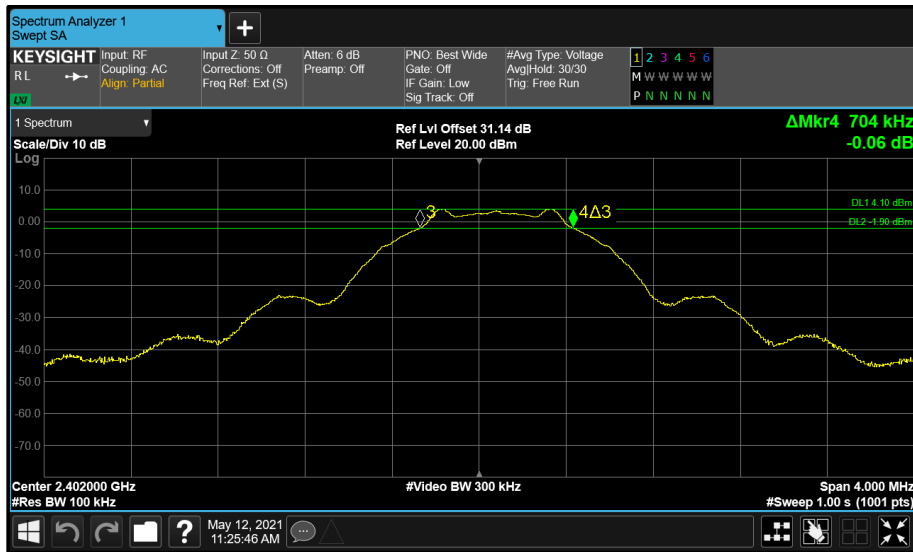 Spectrum Analyzer 1
Swept SA
+
KEYSIGHT
RL
LXI
Input: RF
Coupling: AC
Align: Partial
Input Z: 50 Ω
Corrections: Off
Freq Ref: Ext (S)
Atten: 6 dB
Preamp: Off
PNO: Best Wide
Gate: Off
IF Gain: Low
Sig Track: Off
#Avg Type: Voltage
Avg|Hold: 30/30
Trig: Free Run
1 2 3 4 5 6
M W W W W W
P N N N N N
1 Spectrum
Scale/Div 10 dB
Log
Ref Lvl Offset 31.14 dB
Ref Level 20.00 dBm
ΔMkr4 704 kHz
-0.06 dB
10.0
0.00
-10.0
-20.0
-30.0
-40.0
-50.0
-60.0
-70.0
3
4Δ3
DL1 4.10 dBm
DL2 -1.90 dBm
Center 2.402000 GHz
#Res BW 100 kHz
#Video BW 300 kHz
Span 4.000 MHz
#Sweep 1.00 s (1001 pts)
?
May 12, 2021
11:25:46 AM